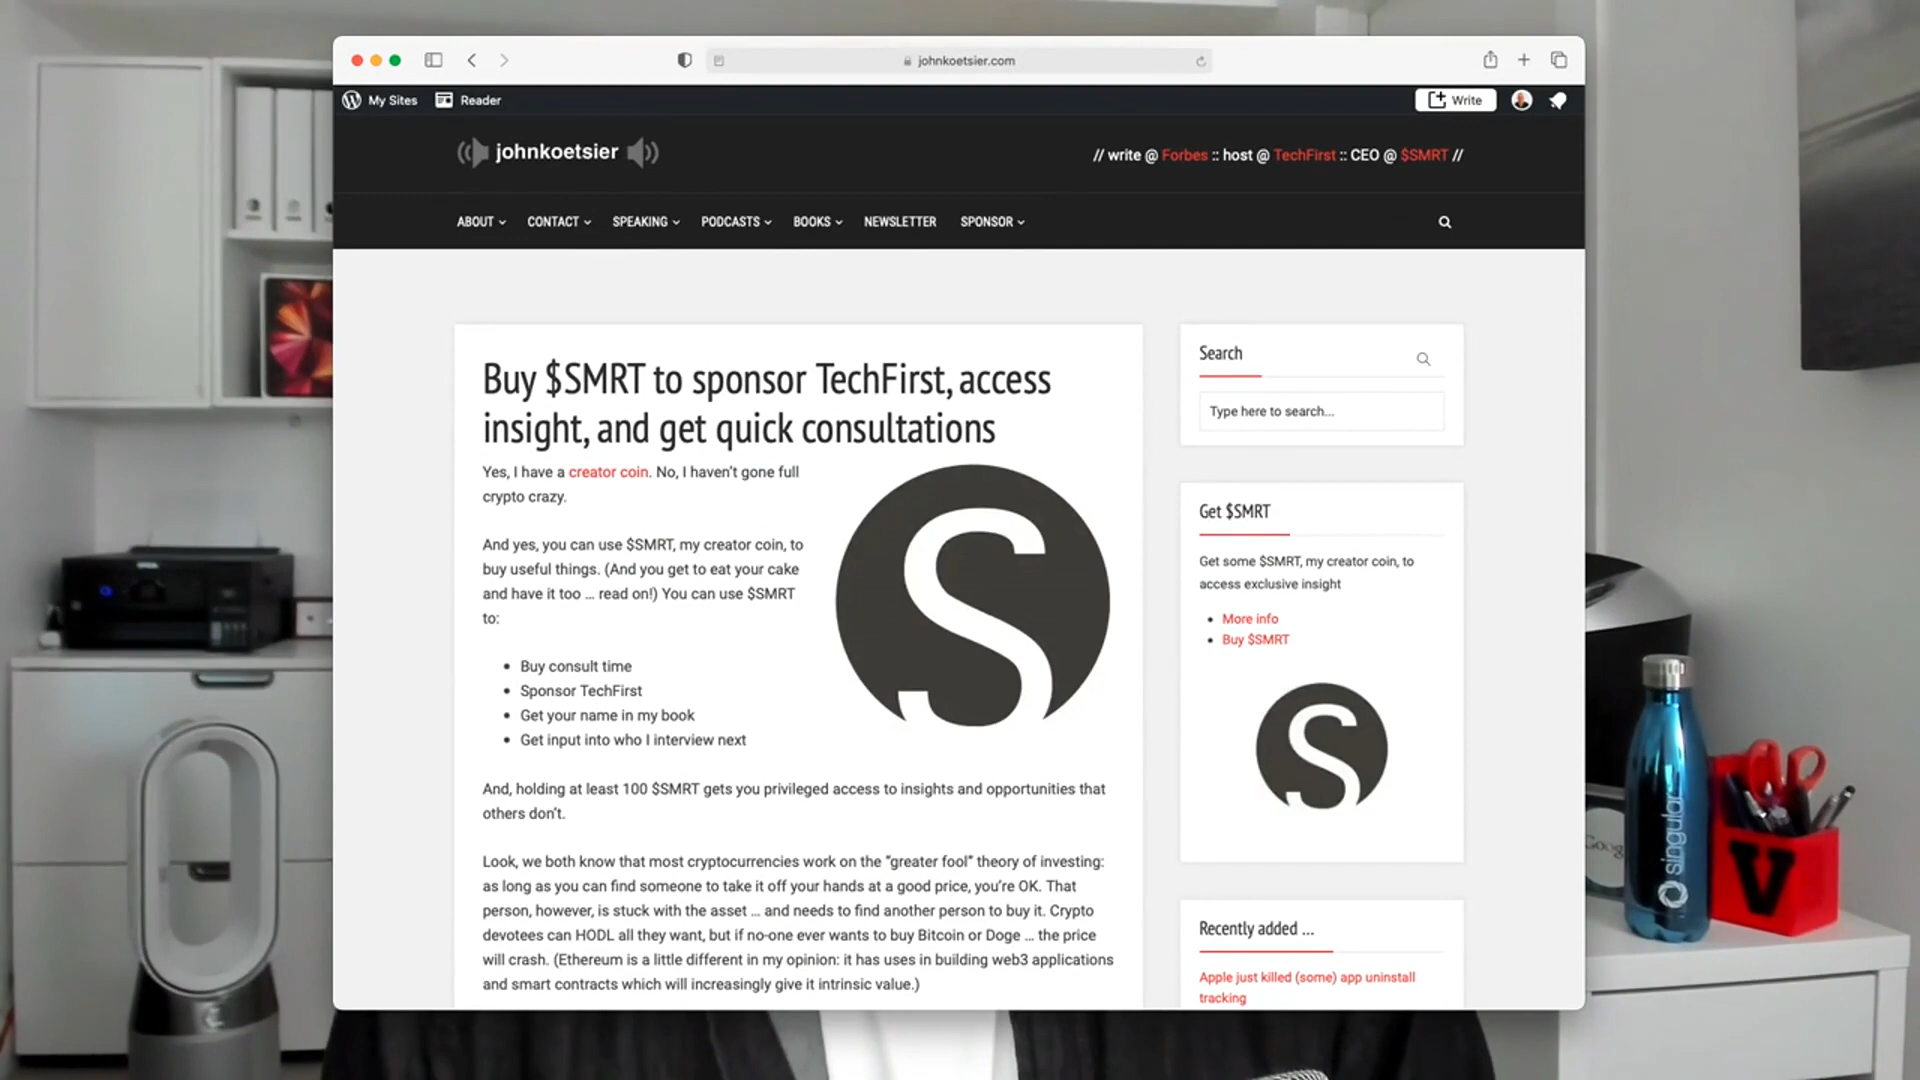 johnkoetsier.com
My Sites
Reader
Write
johnkoetsier
// write @ Forbes :: host @ TechFirst :: CEO @ $SMRT //
ABOUT
CONTACT
SPEAKING
PODCASTS
BOOKS
NEWSLETTER
SPONSOR
Buy $SMRT to sponsor TechFirst, access
insight, and get quick consultations
Yes, I have a creator coin. No, I haven't gone full
crypto crazy.
And yes, you can use $SMRT, my creator coin, to
buy useful things. (And you get to eat your cake
and have it too ... read on!) You can use $SMRT
to:
• Buy consult time
• Sponsor TechFirst
• Get your name in my book
• Get input into who I interview next
And, holding at least 100 $SMRT gets you privileged access to insights and opportunities that
others don't.
Look, we both know that most cryptocurrencies work on the "greater fool" theory of investing:
as long as you can find someone to take it off your hands at a good price, you're OK. That
person, however, is stuck with the asset ... and needs to find another person to buy it. Crypto
devotees can HODL all they want, but if no-one ever wants to buy Bitcoin or Doge ... the price
will crash. (Ethereum is a little different in my opinion: it has uses in building web3 applications
and smart contracts which will increasingly give it intrinsic value.)
S
Search
Type here to search...
Get $SMRT
Get some $SMRT, my creator coin, to
access exclusive insight
• More info
• Buy $SMRT
S
Recently added ...
Apple just killed (some) app uninstall
tracking
EPSON
singular
V